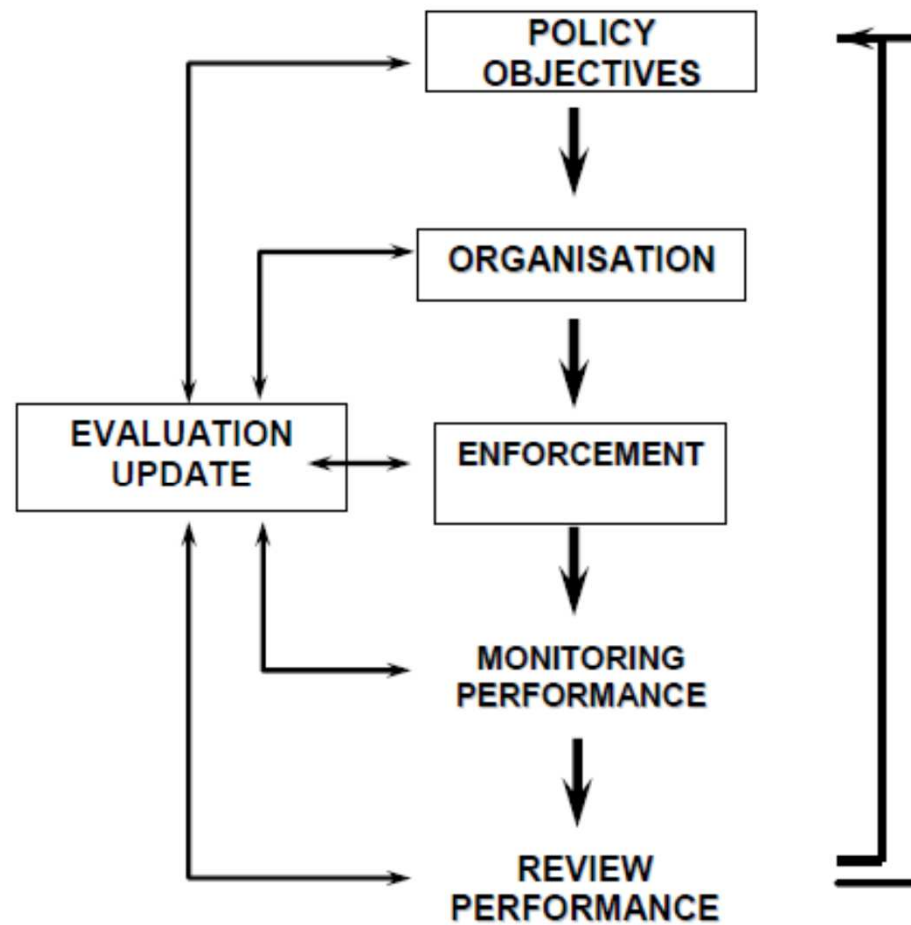 POLICY
OBJECTIVES
ORGANISATION
EVALUATION
UPDATE
ENFORCEMENT
MONITORING
PERFORMANCE
REVIEW
PERFORMANCE